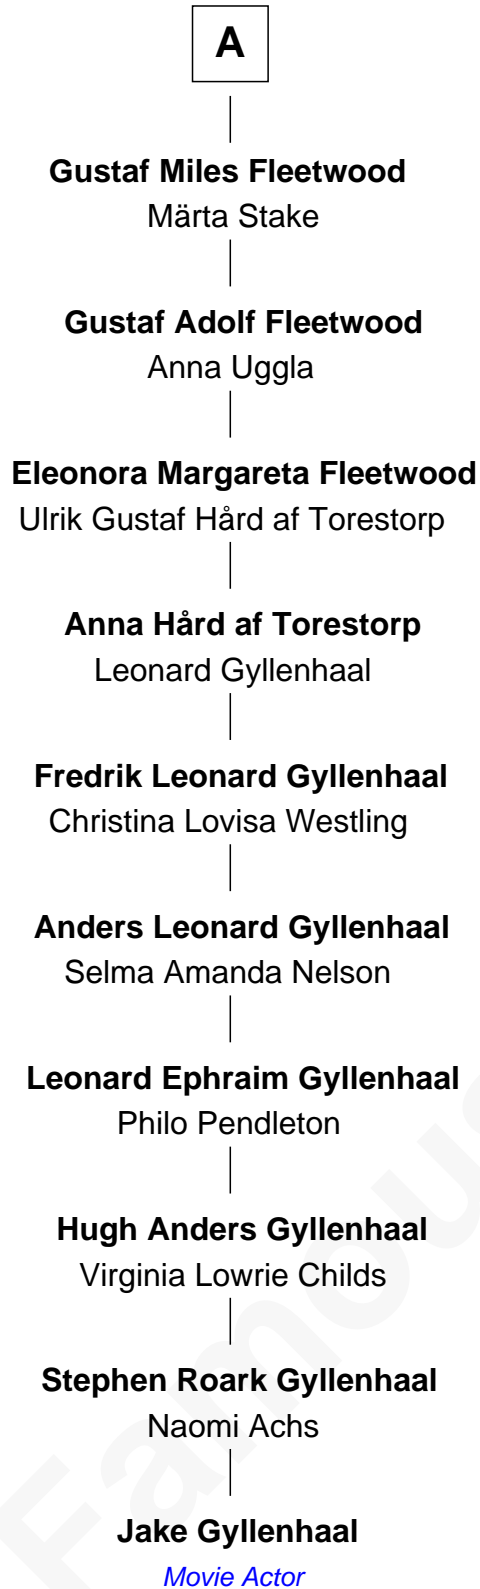 A
Gustaf Miles Fleetwood
Märta Stake
Gustaf Adolf Fleetwood
Anna Uggla
Eleonora Margareta Fleetwood
Ulrik Gustaf Hård af Torestorp
Anna Hård af Torestorp
Leonard Gyllenhaal
Fredrik Leonard Gyllenhaal
Christina Lovisa Westling
Anders Leonard Gyllenhaal
Selma Amanda Nelson
Leonard Ephraim Gyllenhaal
Philo Pendleton
Hugh Anders Gyllenhaal
Virginia Lowrie Childs
Stephen Roark Gyllenhaal
Naomi Achs
Jake Gyllenhaal
Movie Actor
Famous